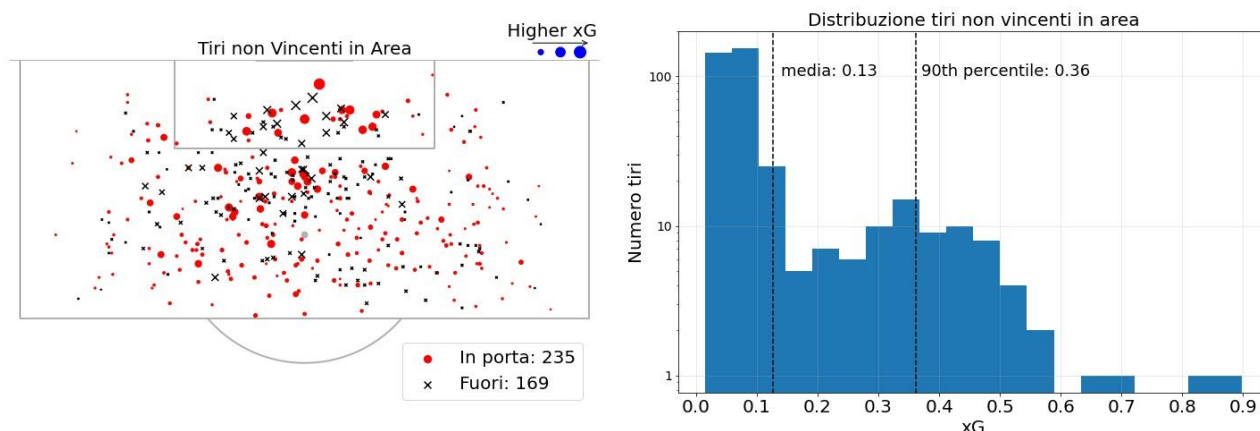 Higher xG
Tiri non Vincenti in Area
In porta: 235
Fuori: 169
Distribuzione tiri non vincenti in area
media: 0.13
90th percentile: 0.36
Numero tiri
100
10
1
0.0 0.1 0.2 0.3 0.4 0.5 0.6 0.7 0.8 0.9
xG